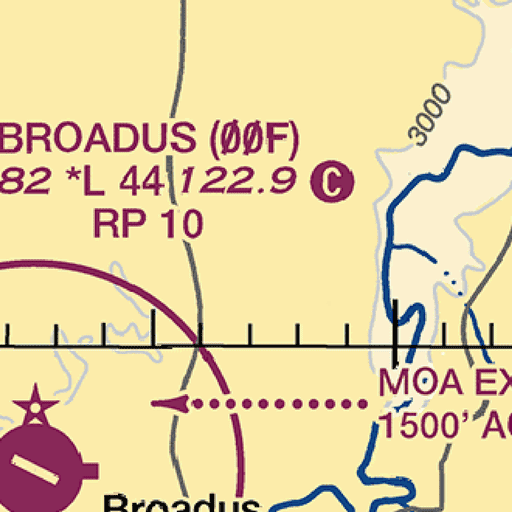 3000
BROADUS (ØØF)
82 *L 44 122.9 C
RP 10
MOA EX
1500' A
Broadus